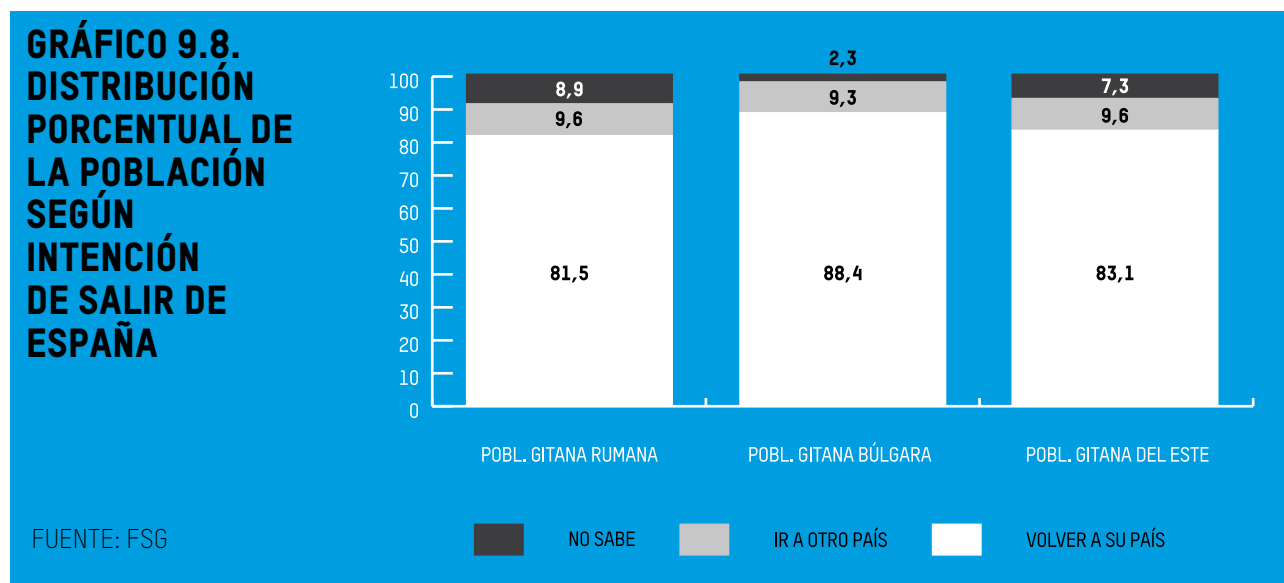 GRÁFICO 9.8.
DISTRIBUCIÓN
PORCENTUAL DE
LA POBLACIÓN
SEGÚN
INTENCIÓN
DE SALIR DE
ESPAÑA
100
90
80
70
60
50
40
30
20
10
0
8,9
9,6
81,5
2,3
9,3
88,4
7,3
9,6
83,1
POBL. GITANA RUMANA
POBL. GITANA BÚLGARA
POBL. GITANA DEL ESTE
FUENTE: FSG
NO SABE
IR A OTRO PAÍS
VOLVER A SU PAÍS